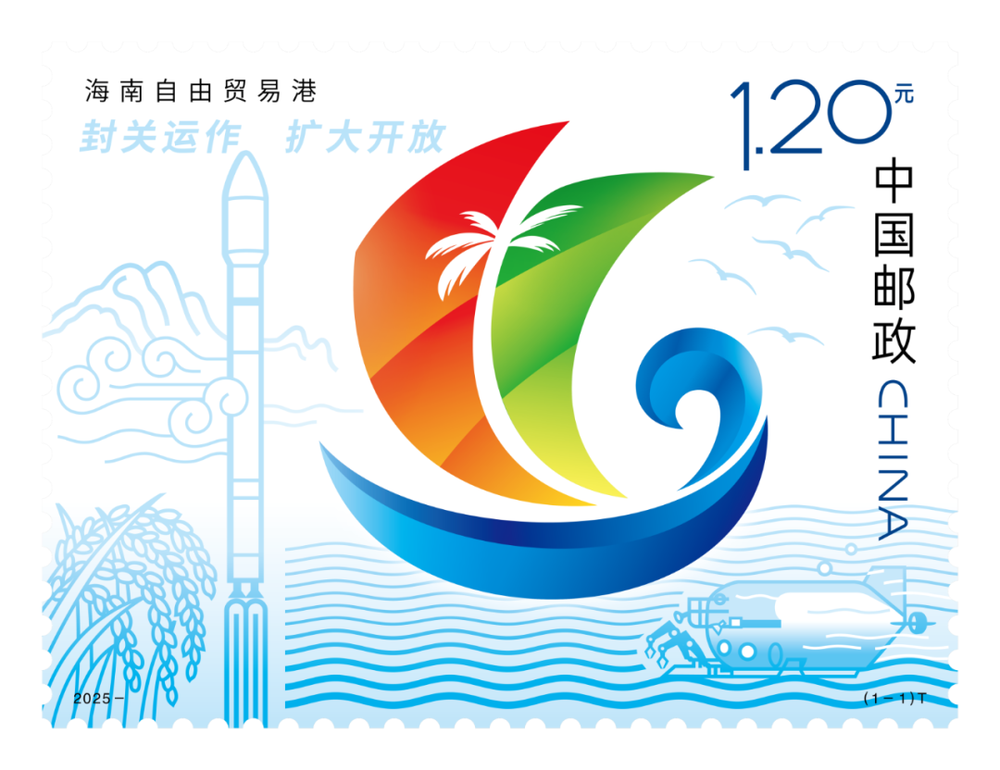 海南自由贸易港
封关运作 扩大开放
1.20元
中国邮政
CHINA
2025-
(1-1)T